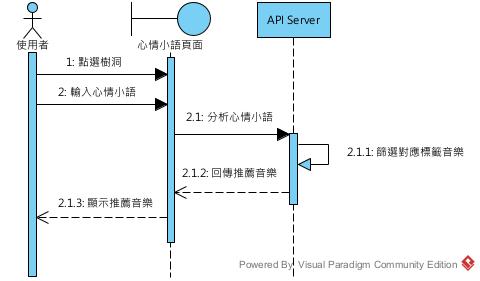 API Server
使用者
心情小語頁面
1: 點選樹洞
2: 輸入心情小語
2.1: 分析心情小語
2.1.1: 篩選對應標籤音樂
2.1.2: 回傳推薦音樂
2.1.3: 顯示推薦音樂
Powered By Visual Paradigm Community Edition